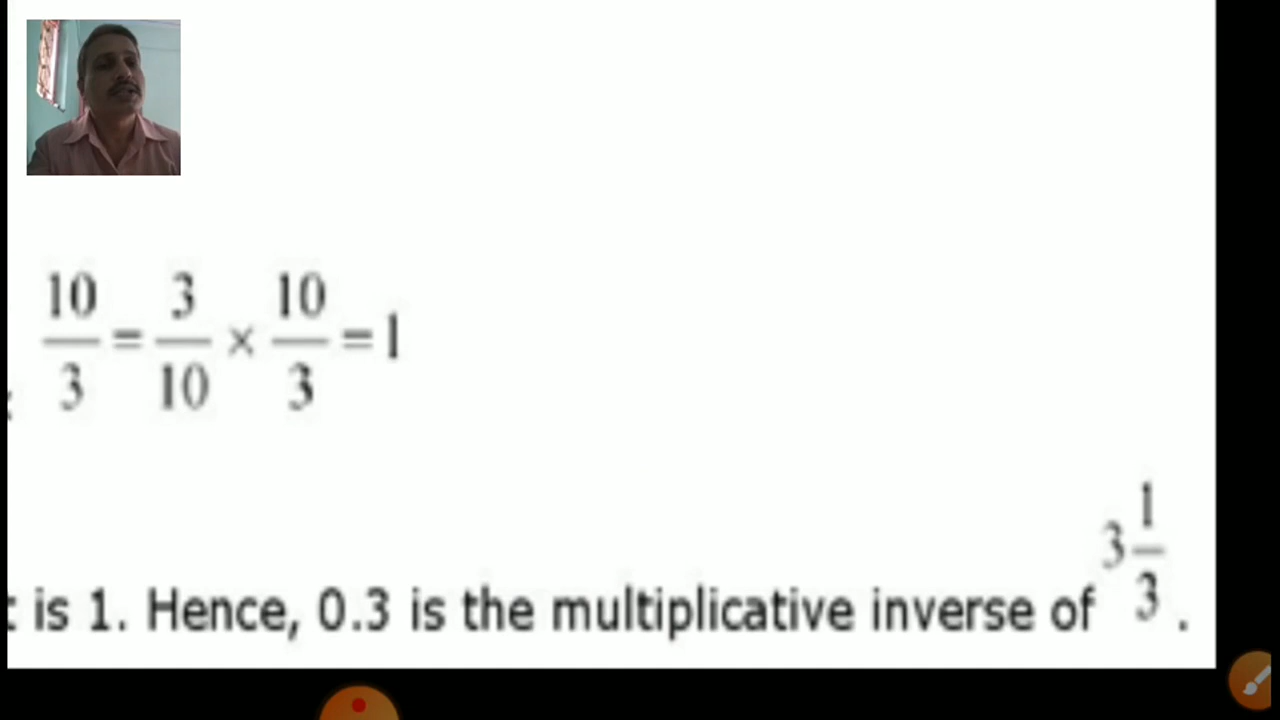 10/3 = 3/10 × 10/3 = 1
is 1. Hence, 0.3 is the multiplicative inverse of 3 1/3 .